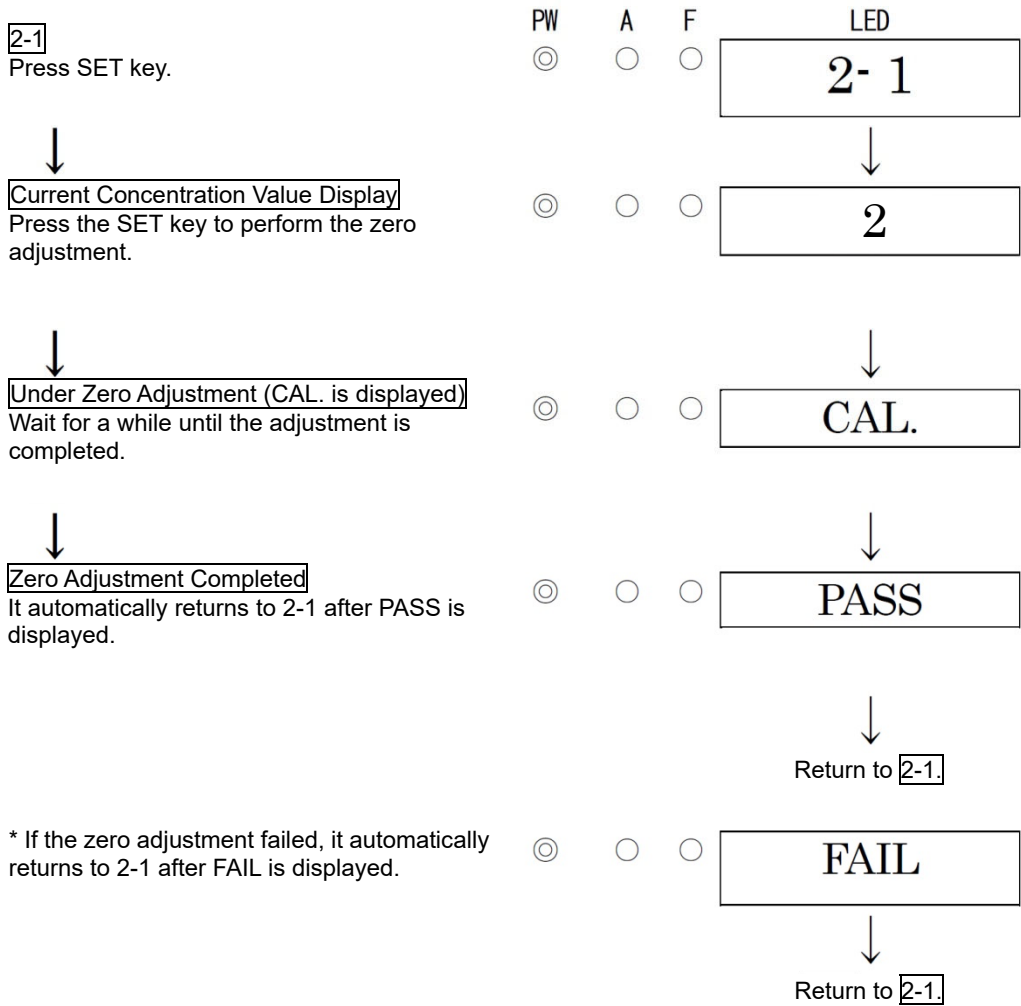 PW A F LED
2-1
Press SET key.
2- 1
Current Concentration Value Display
Press the SET key to perform the zero
adjustment.
2
Under Zero Adjustment (CAL. is displayed)
Wait for a while until the adjustment is
completed.
CAL.
Zero Adjustment Completed
It automatically returns to 2-1 after PASS is
displayed.
PASS
Return to 2-1.
* If the zero adjustment failed, it automatically
returns to 2-1 after FAIL is displayed.
FAIL
Return to 2-1.